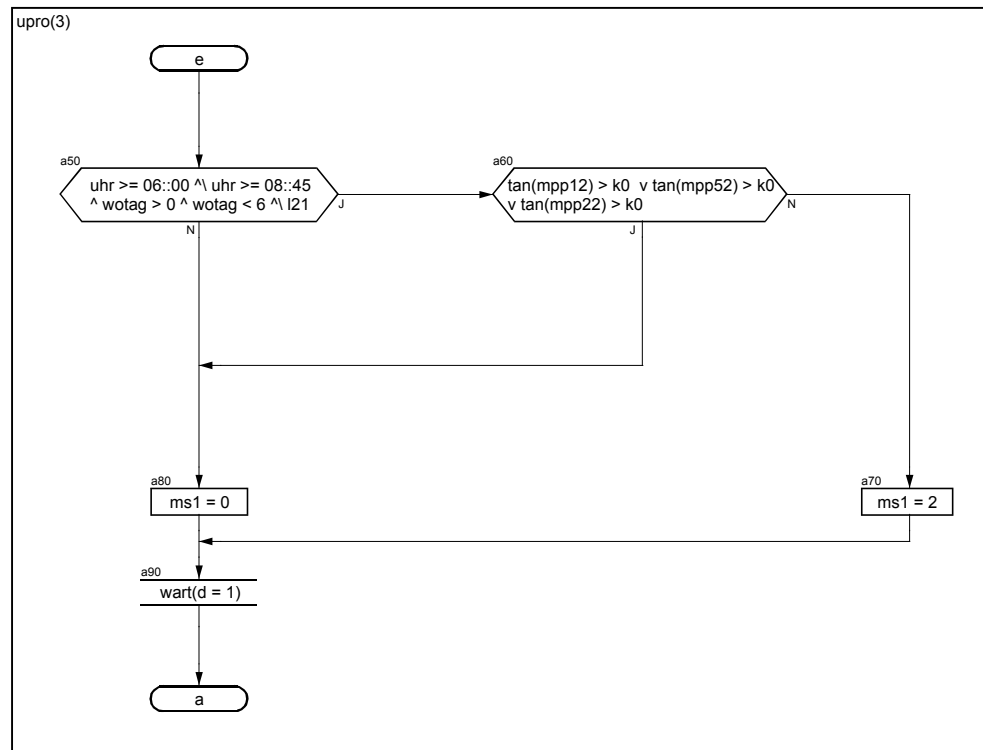 upro(3)
e
a50
uhr >= 06::00 ^\ uhr >= 08::45
^ wotag > 0 ^ wotag < 6 ^\ l21
J
N
a60
tan(mpp12) > k0 v tan(mpp52) > k0
v tan(mpp22) > k0
N
J
a80
ms1 = 0
a70
ms1 = 2
a90
wart(d = 1)
a